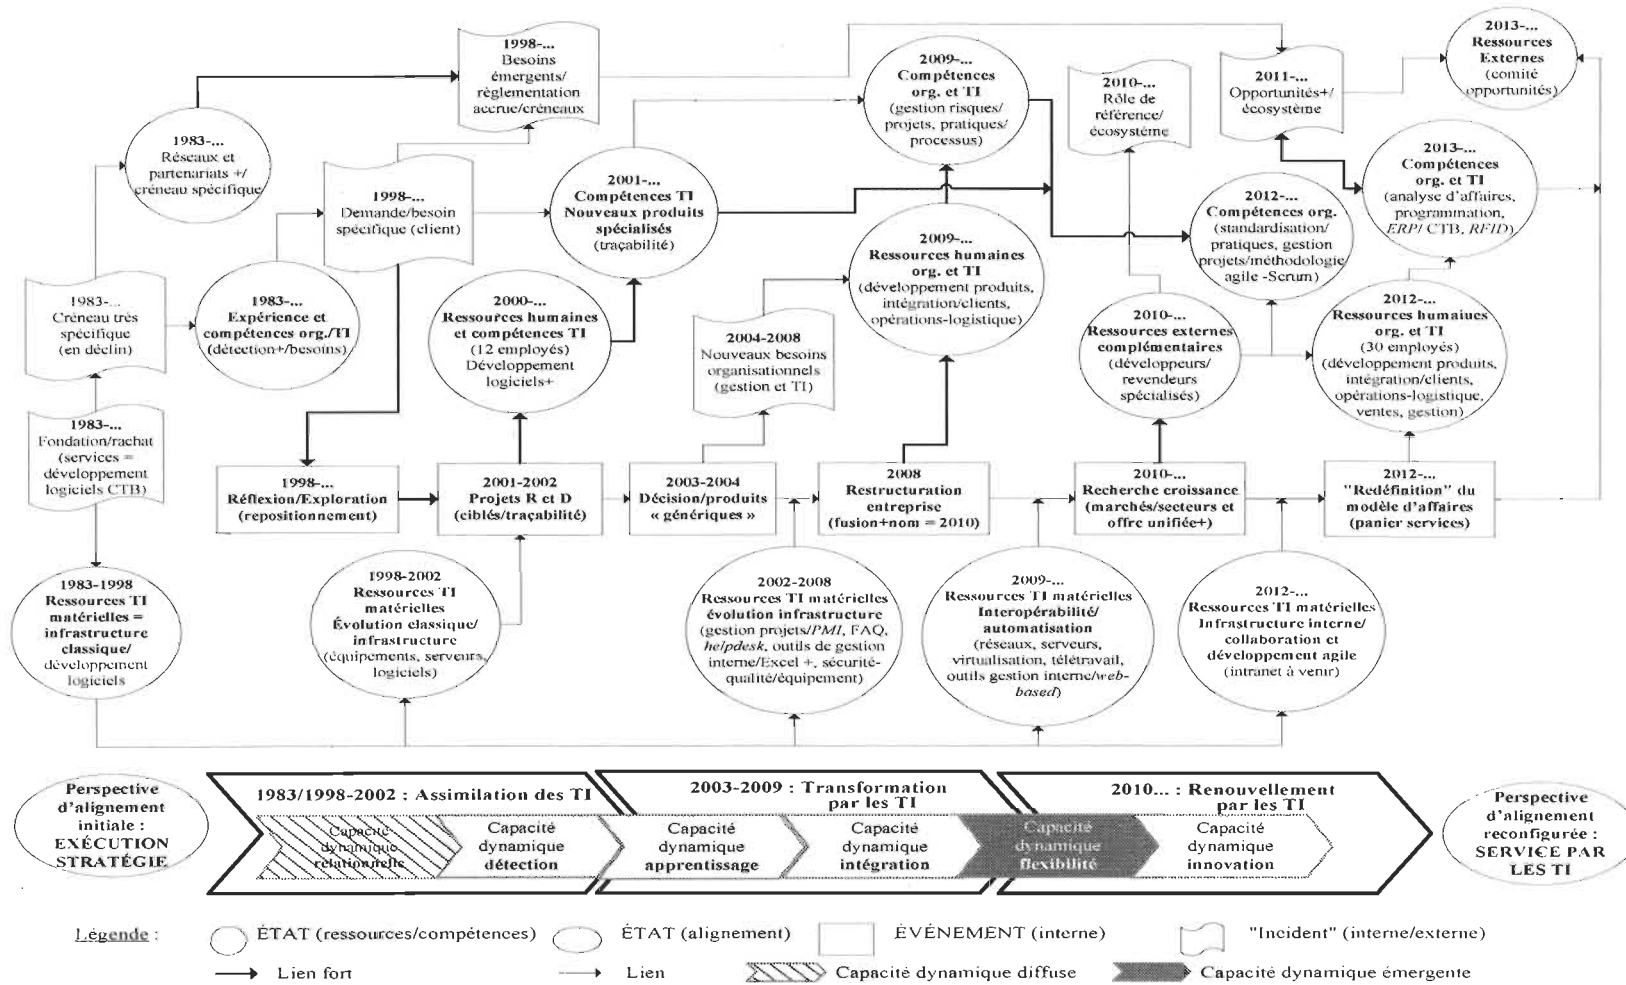 1998-...
Besoins
émergents/
règlementation
accrue/créneaux
2009-...
Compétences
org. et TI
(gestion risques/
projets, pratiques/
processus)
2010-...
Rôle de
référence/
écosystème
2011-...
Opportunités+/
écosystème
2013-...
Ressources
Externes
(comité
opportunités)
1983-...
Réseaux et
partenariats +/
créneau spécifique
1998-...
Demande/besoin
spécifique (client)
2001-...
Compétences TI
Nouveaux produits
spécialisés
(traçabilité)
2013-...
Compétences
org. et TI
(analyse d'affaires,
programmation,
ERP/ CTB, RFID)
2012-...
Compétences org.
(standardisation/
pratiques, gestion
projets/méthodologie
agile -Scrum)
2009-...
Ressources humaines
org. et TI
(développement produits,
intégration/clients,
opérations-logistique)
1983-...
Créneau très
spécifique
(en déclin)
1983-...
Expérience et
compétences org./TI
(détection+/besoins)
2000-...
Ressources humaines
et compétences TI
(12 employés)
Développement
logiciels+
2004-2008
Nouveaux besoins
organisationnels
(gestion et TI)
2010-...
Ressources externes
complémentaires
(développeurs/
revendeurs
spécialisés)
2012-...
Ressources humaines
org. et TI
(30 employés)
(développement produits,
intégration/clients,
opérations-logistique,
ventes, gestion)
1983-...
Fondation/rachat
(services =
développement
logiciels CTB)
1998-...
Réflexion/Exploration
(repositionnement)
2001-2002
Projets R et D
(ciblés/traçabilité)
2003-2004
Décision/produits
« génériques »
2008
Restructuration
entreprise
(fusion+nom = 2010)
2010-...
Recherche croissance
(marchés/secteurs et
offre unifiée+)
2012-...
"Redéfinition" du
modèle d'affaires
(panier services)
1983-1998
Ressources TI
matérielles =
infrastructure
classique/
développement
logiciels
1998-2002
Ressources TI
matérielles
Évolution classique/
infrastructure
(équipements, serveurs,
logiciels)
2002-2008
Ressources TI matérielles
évolution infrastructure
(gestion projets/PMI, FAQ,
helpdesk, outils de gestion
interne/Excel +, sécurité-
qualité/équipement)
2009-...
Ressources TI matérielles
Interopérabilité/
automatisation
(réseaux, serveurs,
virtualisation, télétravail,
outils gestion interne/web-
based)
2012-...
Ressources TI matérielles
Infrastructure interne/
collaboration et
développement agile
(intranet à venir)
Perspective
d'alignement
initiale :
EXÉCUTION
STRATÉGIE
1983/1998-2002 : Assimilation des TI
2003-2009 : Transformation
par les TI
2010... : Renouvellement
par les TI
Capacité
dynamique
relationnelle
Capacité
dynamique
détection
Capacité
dynamique
apprentissage
Capacité
dynamique
intégration
Capacité
dynamique
flexibilité
Capacité
dynamique
innovation
Perspective
d'alignement
reconfigurée :
SERVICE PAR
LES TI
Légende :
ÉTAT (ressources/compétences)
ÉTAT (alignement)
ÉVÉNEMENT (interne)
"Incident" (interne/externe)
Lien fort
Lien
Capacité dynamique diffuse
Capacité dynamique émergente